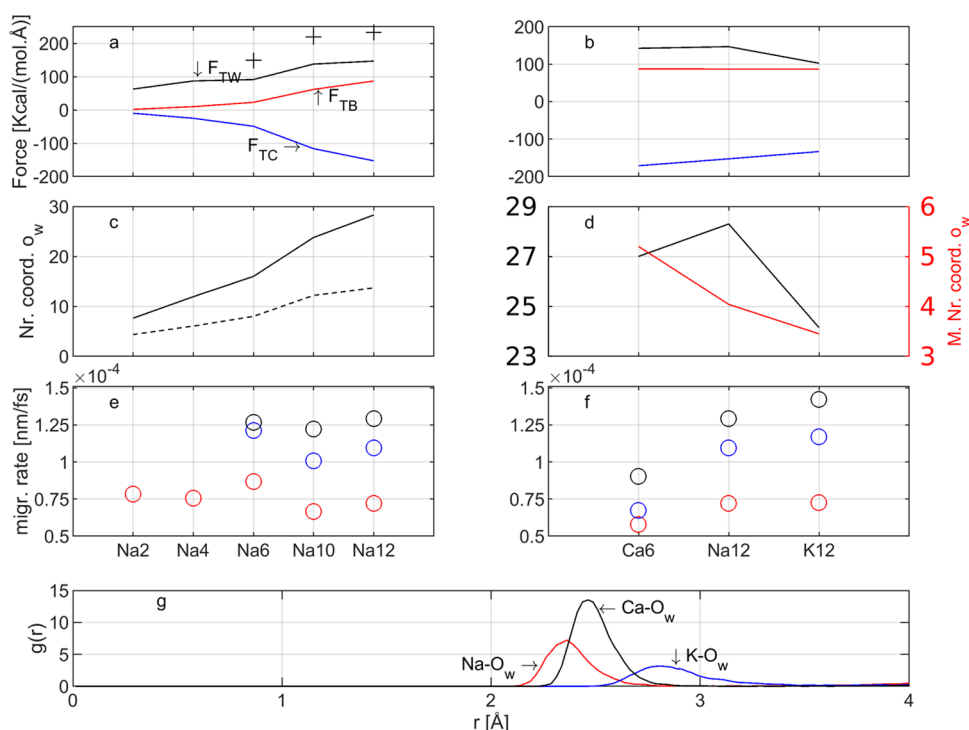 Force [Kcal/(mol.Å)]
200
100
0
-100
-200
a
↓ F_TW
↑ F_TB
F_TC →
200
100
0
-100
-200
b
Nr. coord. o_w
30
20
10
0
c
29
27
25
23
d
6
5
4
3
M. Nr. coord. o_w
migr. rate [nm/fs]
×10^-4
1.5
1.25
1
0.75
0.5
e
Na2 Na4 Na6 Na10 Na12
×10^-4
1.5
1.25
1
0.75
0.5
f
Ca6 Na12 K12
g(r)
15
10
5
0
g
← Ca-O_w
Na-O_w →
↓ K-O_w
0 1 2 3 4
r [Å]